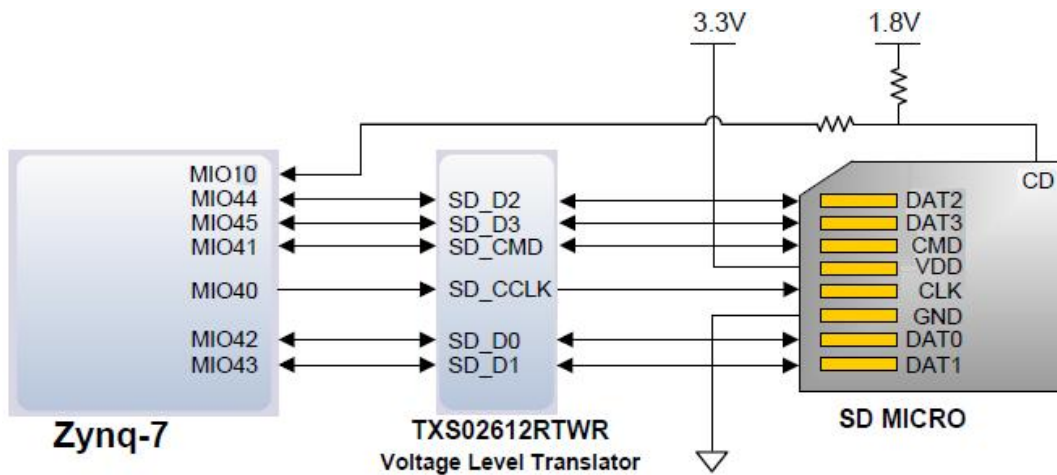 3.3V
1.8V
MIO10
MIO44
MIO45
MIO41
MIO40
MIO42
MIO43
Zynq-7
SD_D2
SD_D3
SD_CMD
SD_CCLK
SD_D0
SD_D1
TXS02612RTWR
Voltage Level Translator
CD
DAT2
DAT3
CMD
VDD
CLK
GND
DAT0
DAT1
SD MICRO